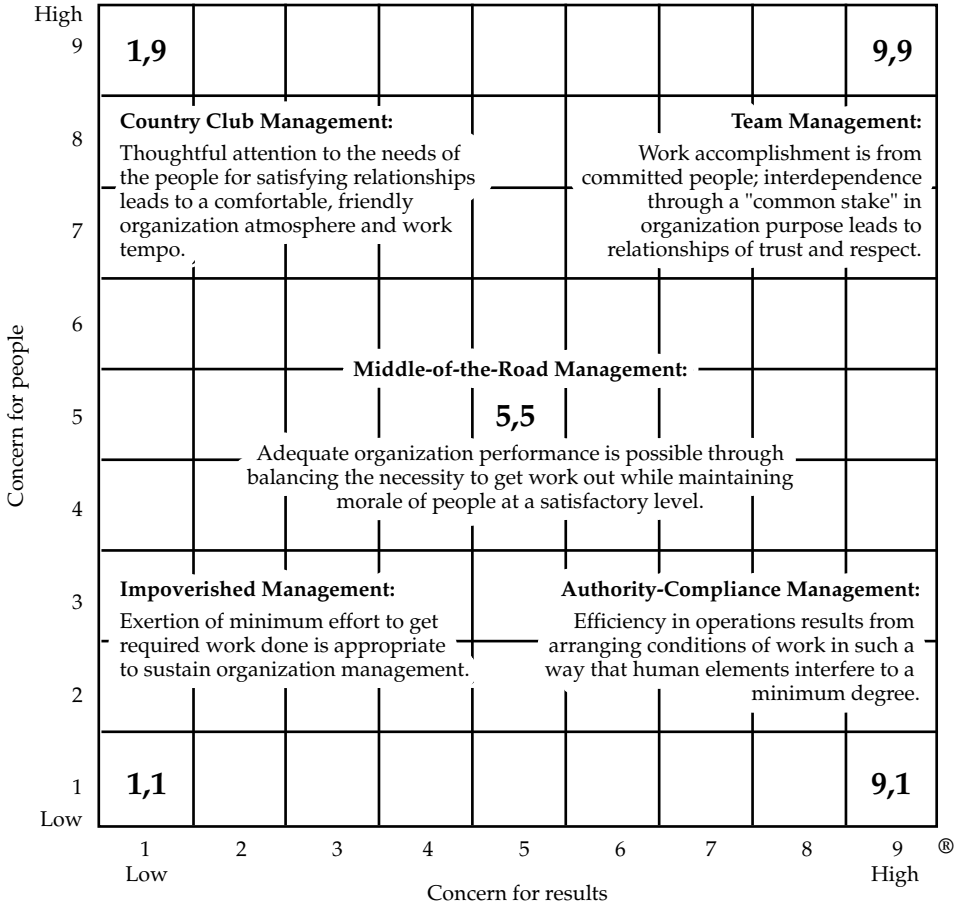 High
9
1,9
9,9
8
Country Club Management:
Thoughtful attention to the needs of
the people for satisfying relationships
leads to a comfortable, friendly
organization atmosphere and work
tempo.
Team Management:
Work accomplishment is from
committed people; interdependence
through a "common stake" in
organization purpose leads to
relationships of trust and respect.
7
6
Concern for people
Middle-of-the-Road Management:
5
5,5
Adequate organization performance is possible through
balancing the necessity to get work out while maintaining
morale of people at a satisfactory level.
4
3
Impoverished Management:
Exertion of minimum effort to get
required work done is appropriate
to sustain organization management.
Authority-Compliance Management:
Efficiency in operations results from
arranging conditions of work in such a
way that human elements interfere to a
minimum degree.
2
1
Low
1,1
9,1
1 2 3 4 5 6 7 8 9 ®
Low High
Concern for results